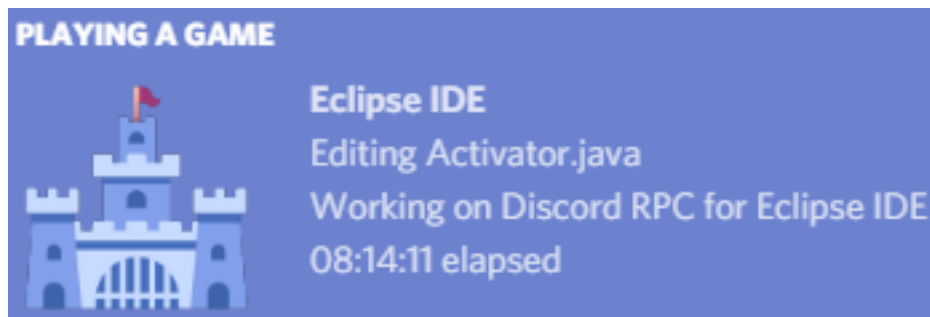 PLAYING A GAME
Eclipse IDE
Editing Activator.java
Working on Discord RPC for Eclipse IDE
08:14:11 elapsed